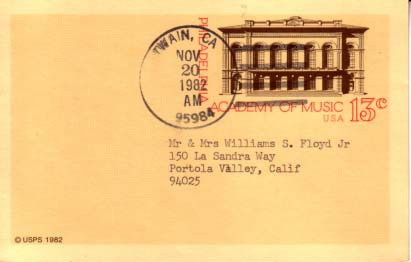 TWAIN, CA
NOV
20
1982
AM
95984
PHILADELPHIA
ACADEMY OF MUSIC
USA 13c
Mr & Mrs Williams S. Floyd Jr
150 La Sandra Way
Portola Valley, Calif
94025
© USPS 1982